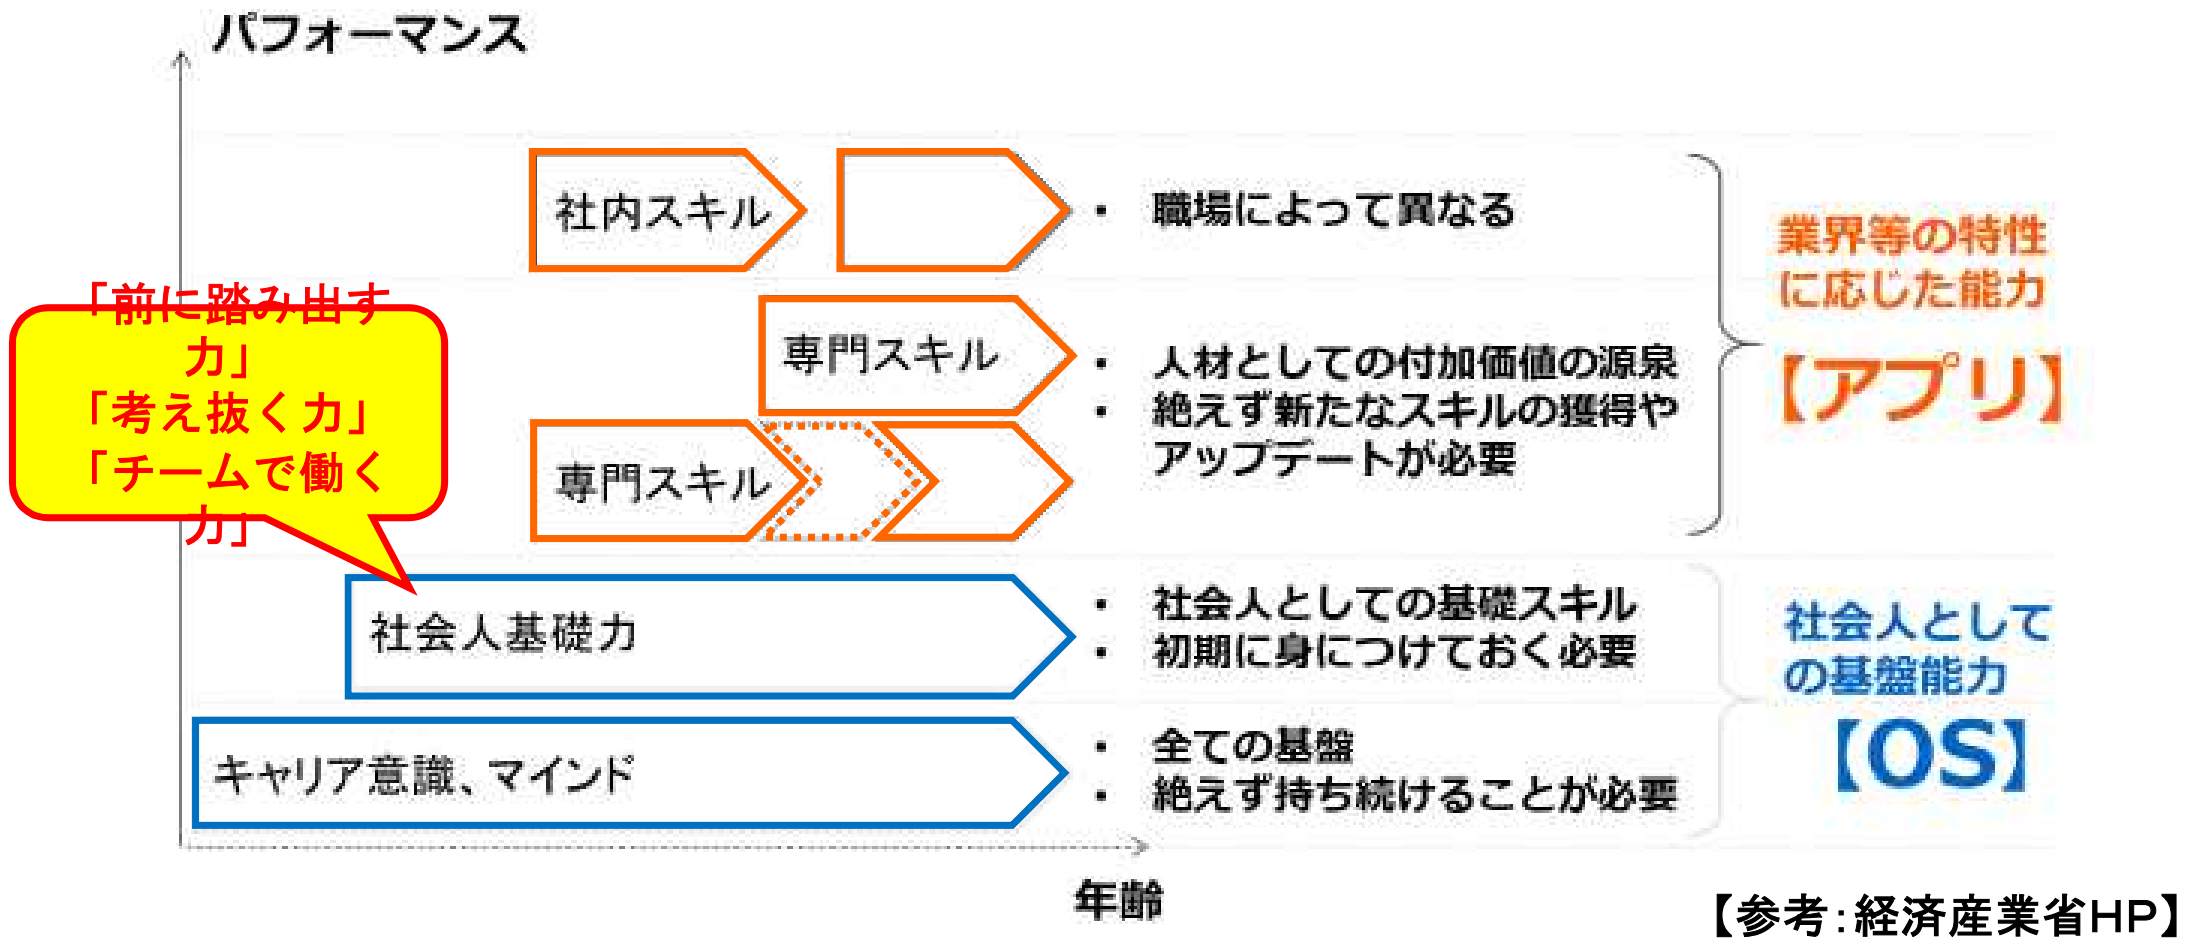 パフォーマンス
社内スキル
・ 職場によって異なる
業界等の特性
に応じた能力
【アプリ】
「前に踏み出す
力」
「考え抜く力」
「チームで働く
力」
専門スキル
・ 人材としての付加価値の源泉
・ 絶えず新たなスキルの獲得や
アップデートが必要
専門スキル
社会人基礎力
・ 社会人としての基礎スキル
・ 初期に身につけておく必要
社会人として
の基盤能力
【OS】
キャリア意識、マインド
・ 全ての基盤
・ 絶えず持ち続けることが必要
年齢
【参考：経済産業省HP】